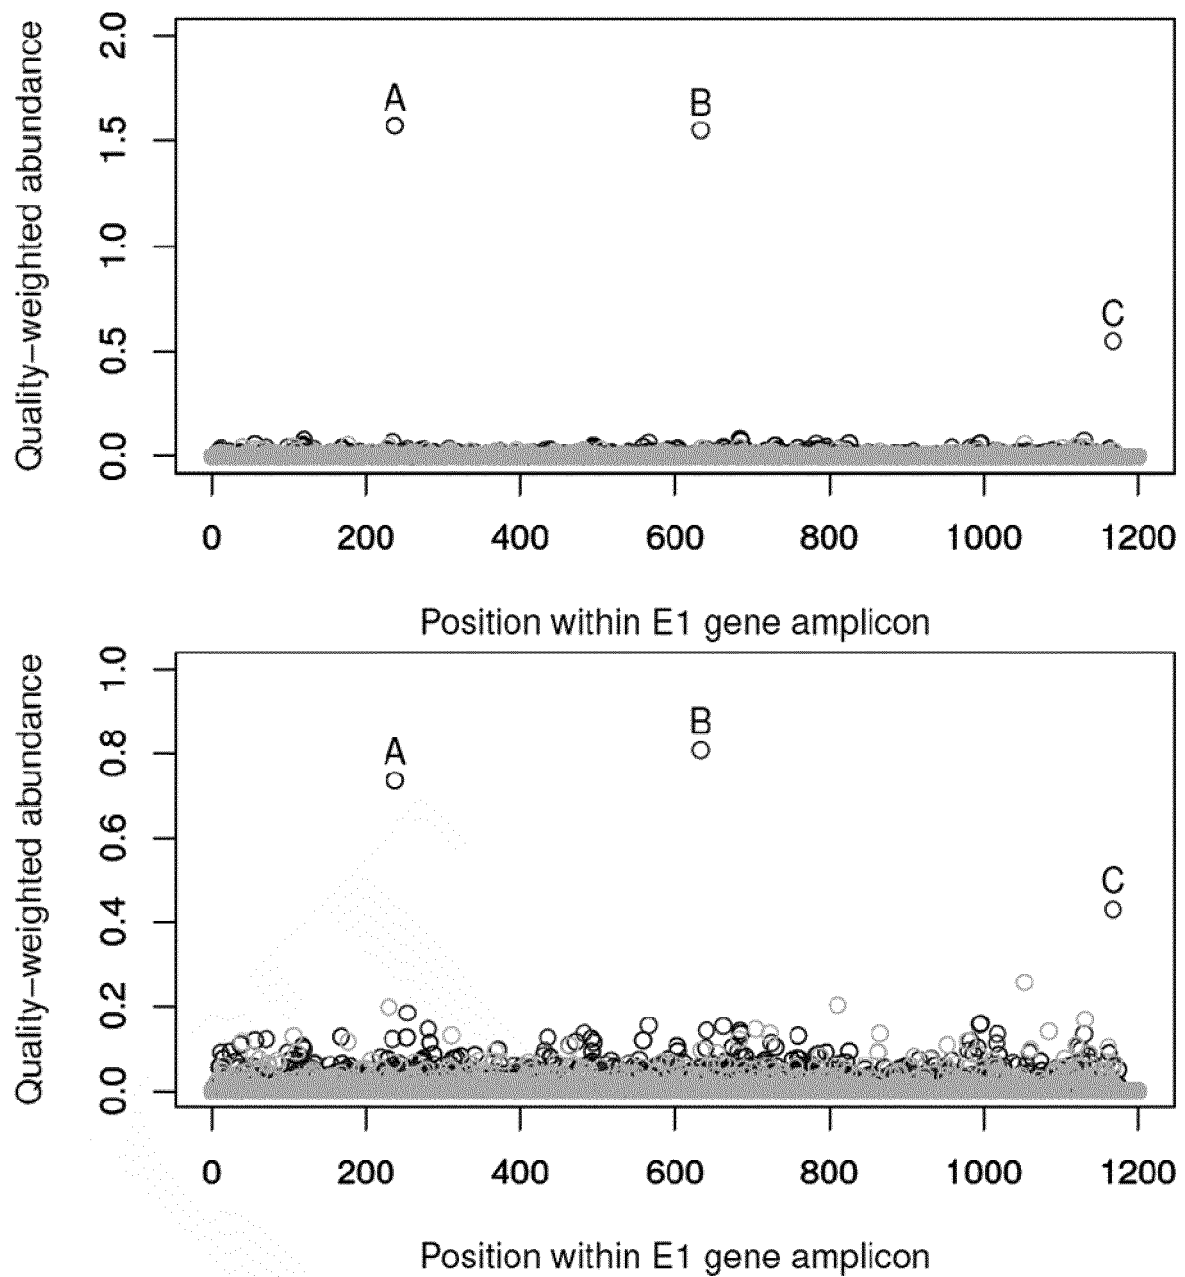 Quality-weighted abundance
2.0
1.5
1.0
0.5
0.0
A
B
C
0 200 400 600 800 1000 1200
Position within E1 gene amplicon
Quality-weighted abundance
1.0
0.8
0.6
0.4
0.2
0.0
B
A
C
0 200 400 600 800 1000 1200
Position within E1 gene amplicon